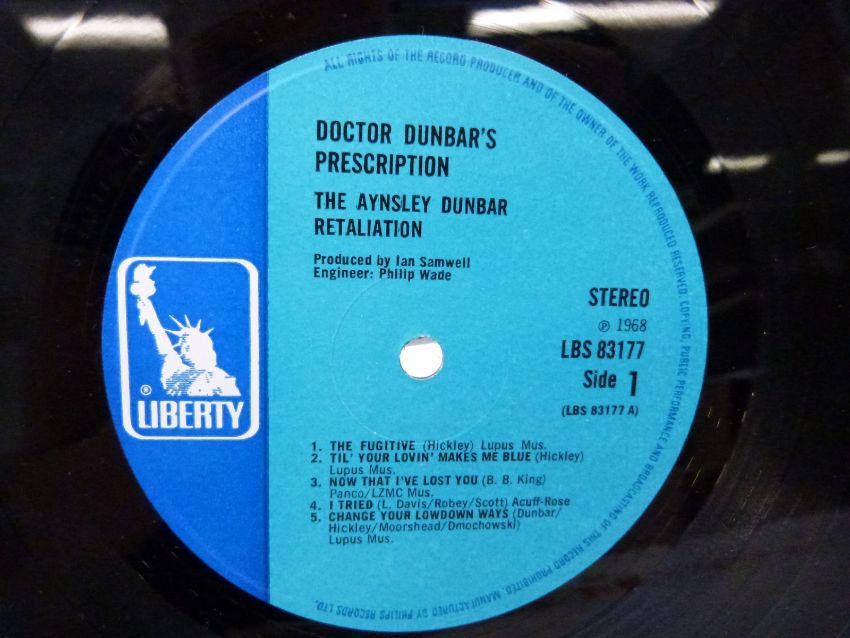 ALL RIGHTS OF THE RECORD PRODUCER AND OF THE OWNER OF THE WORK REPRODUCED RESERVED. COPYING, PUBLIC PERFORMANCE AND BROADCASTING OF THIS RECORD PROHIBITED. MANUFACTURED BY PHILIPS RECORDS LTD.
DOCTOR DUNBAR'S
PRESCRIPTION
THE AYNSLEY DUNBAR
RETALIATION
Produced by Ian Samwell
Engineer: Philip Wade
STEREO
℗ 1968
LBS 83177
Side 1
(LBS 83177 A)
®
LIBERTY
1. THE FUGITIVE (Hickley) Lupus Mus.
2. TIL' YOUR LOVIN' MAKES ME BLUE (Hickley)
Lupus Mus.
3. NOW THAT I'VE LOST YOU (B. B. King)
Panco/LZMC Mus.
4. I TRIED (L. Davis/Robey/Scott) Acuff-Rose
5. CHANGE YOUR LOWDOWN WAYS (Dunbar/
Hickley/Moorshead/Dmochowski)
Lupus Mus.